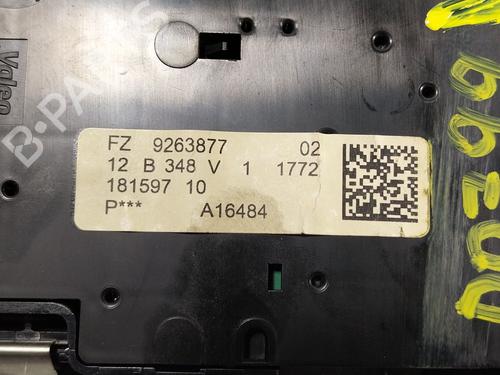 Valeo
B-PARTS
FZ 9263877 02
12 B 348 V 1 1772
181597 10
P*** A16484